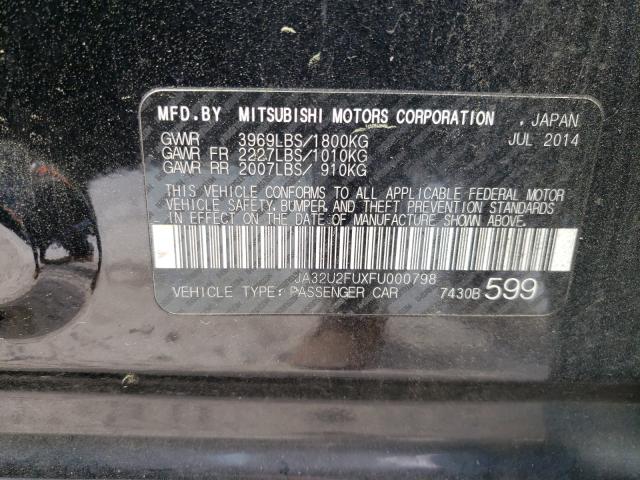 MFD.BY MITSUBISHI MOTORS CORPORATION . JAPAN
GVWR 3969LBS/1800KG JUL 2014
GAWR FR 2227LBS/1010KG
GAWR RR 2007LBS/ 910KG
THIS VEHICLE CONFORMS TO ALL APPLICABLE FEDERAL MOTOR
VEHICLE SAFETY, BUMPER, AND THEFT PREVENTION STANDARDS
IN EFFECT ON THE DATE OF MANUFACTURE SHOWN ABOVE.
JA32U2FUXFU000798
VEHICLE TYPE: PASSENGER CAR 7430B 599